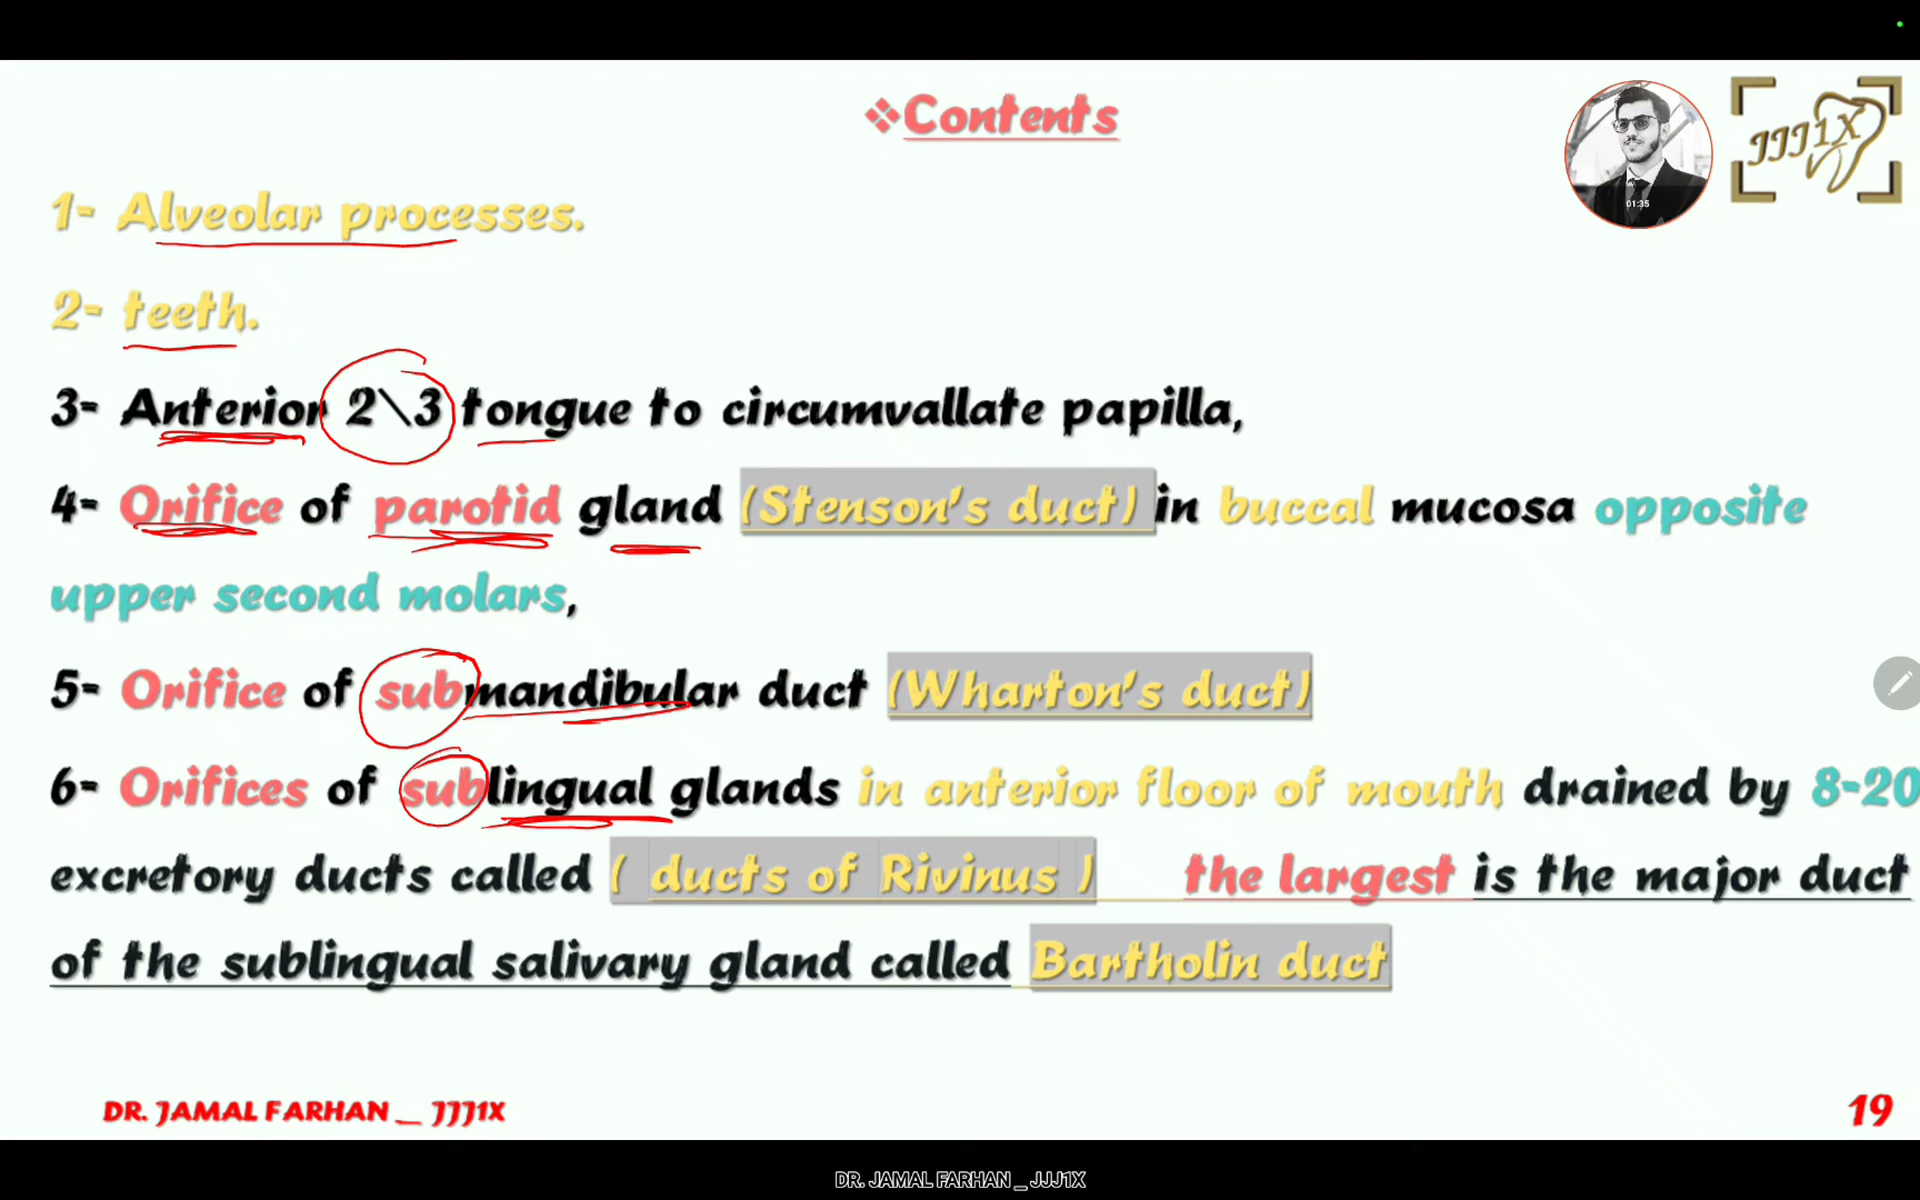 ❖Contents
JJJ1X
01:35
1- Alveolar processes.
2- teeth.
3- Anterior 2\3 tongue to circumvallate papilla,
4- Orifice of parotid gland (Stenson's duct) in buccal mucosa opposite
upper second molars,
5- Orifice of submandibular duct (Wharton's duct)
6- Orifices of sublingual glands in anterior floor of mouth drained by 8-20
excretory ducts called ( ducts of Rivinus ) the largest is the major duct
of the sublingual salivary gland called Bartholin duct
DR. JAMAL FARHAN _ JJJ1X
19
DR. JAMAL FARHAN _ JJJ1X